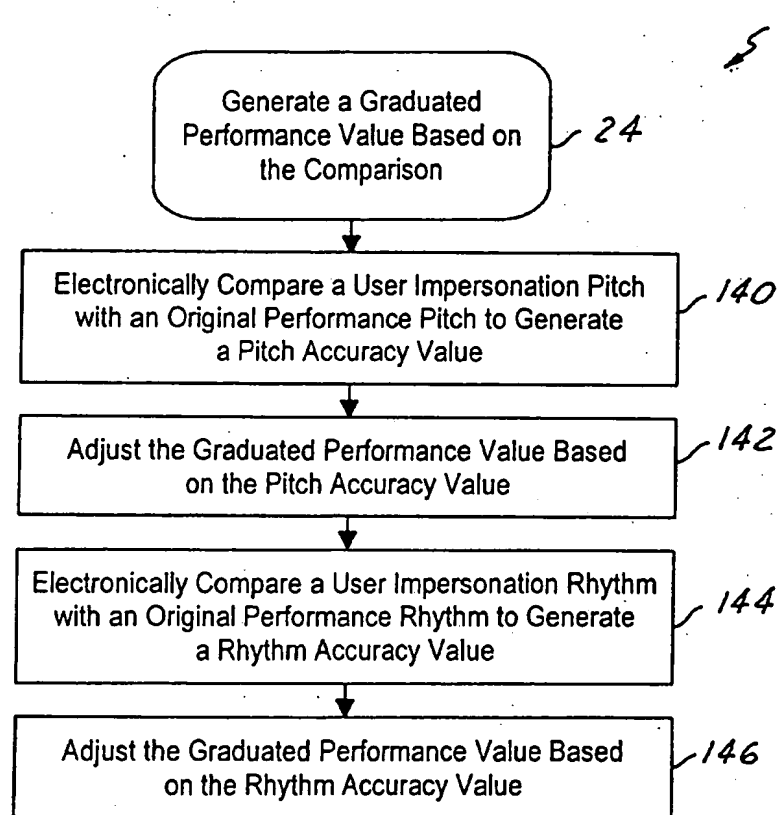 5
Generate a Graduated
Performance Value Based on
the Comparison
24
Electronically Compare a User Impersonation Pitch
with an Original Performance Pitch to Generate
a Pitch Accuracy Value
140
Adjust the Graduated Performance Value Based
on the Pitch Accuracy Value
142
Electronically Compare a User Impersonation Rhythm
with an Original Performance Rhythm to Generate
a Rhythm Accuracy Value
144
Adjust the Graduated Performance Value Based
on the Rhythm Accuracy Value
146